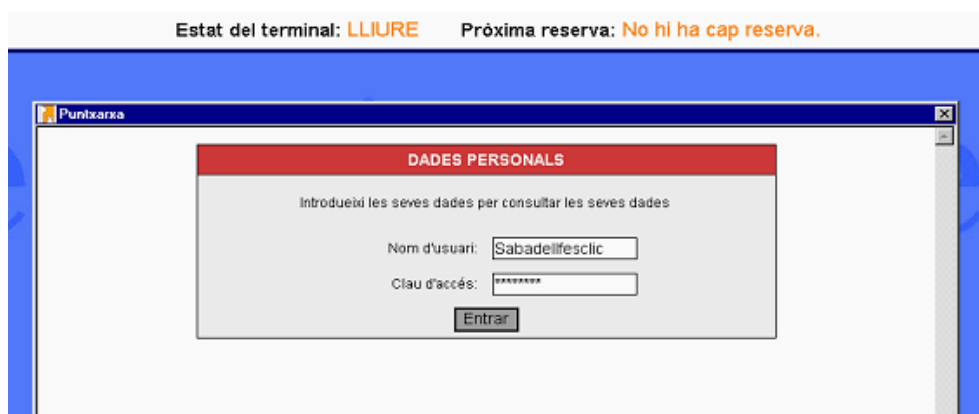 Estat del terminal: LLIURE Pròxima reserva: No hi ha cap reserva.
Puntxarxa
DADES PERSONALS
Introdueixi les seves dades per consultar les seves dades
Nom d'usuari: Sabadellfesclic
Clau d'accés: ********
Entrar